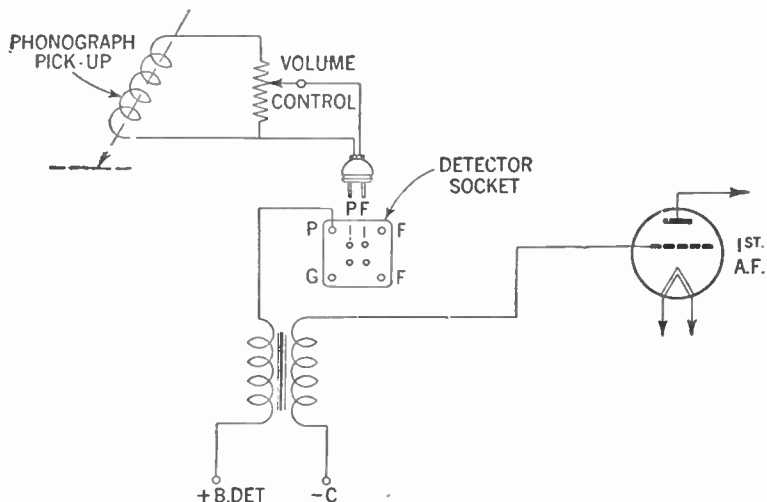 PHONOGRAPH
PICK-UP
VOLUME
CONTROL
DETECTOR
SOCKET
P F
P F
G F
1ST.
A.F.
+B.DET
-C